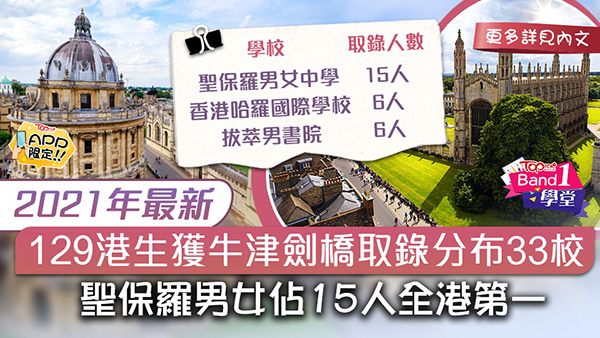 學校 取錄人數
聖保羅男女中學 15人
香港哈羅國際學校 6人
拔萃男書院 6人
更多詳見內文
APP
限定!!
TOP
Band 1
學堂
2021年最新
129港生獲牛津劍橋取錄分布33校
聖保羅男女佔15人全港第一